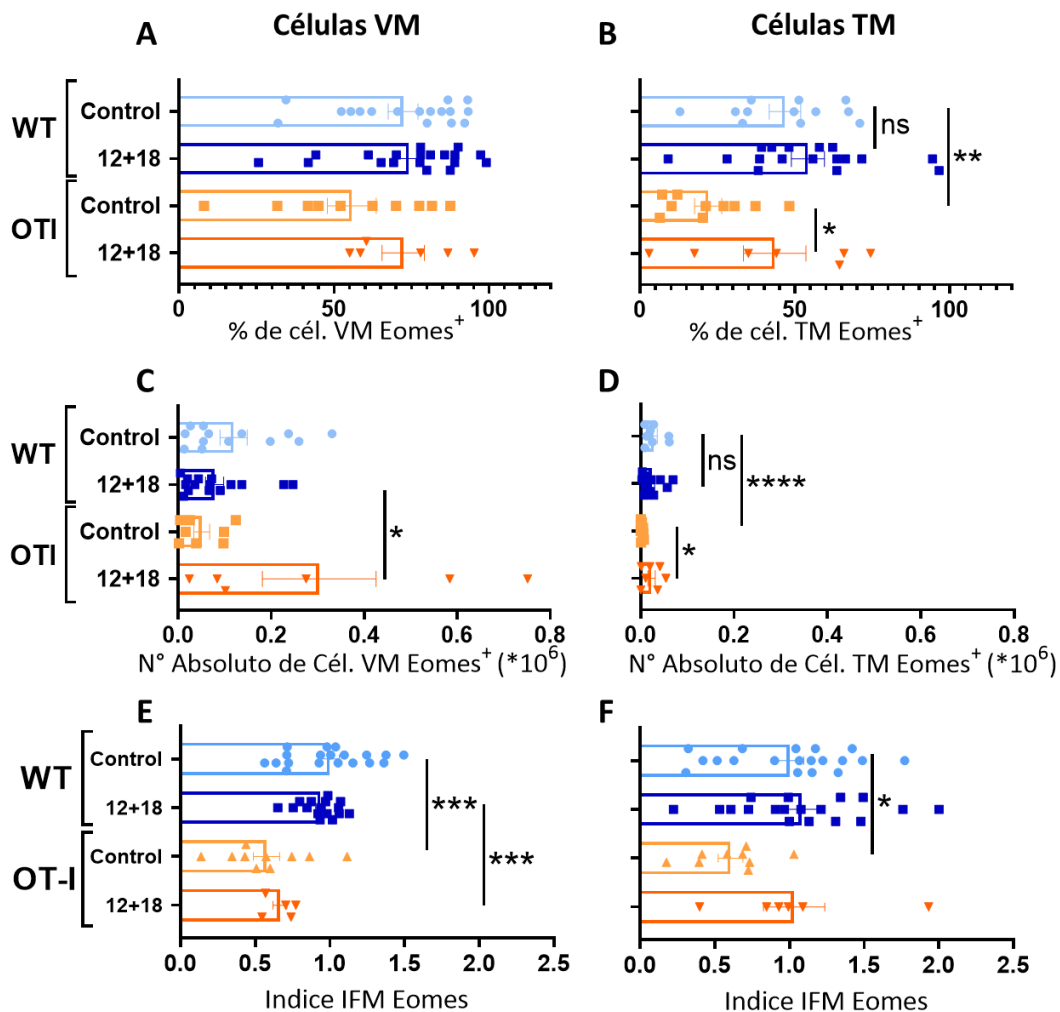 Células VM
Células TM
A
WT
Control
12+18
OTI
Control
12+18
0
50
100
% de cél. VM Eomes⁺
B
ns
**
*
0
50
100
% de cél. TM Eomes⁺
C
WT
Control
12+18
OTI
Control
12+18
*
0.0
0.2
0.4
0.6
0.8
N° Absoluto de Cél. VM Eomes⁺ (*10⁶)
D
ns
****
*
0.0
0.2
0.4
0.6
0.8
N° Absoluto de Cél. TM Eomes⁺ (*10⁶)
E
WT
Control
12+18
OT-I
Control
12+18
***
***
0.0
0.5
1.0
1.5
2.0
2.5
Indice IFM Eomes
F
*
0.0
0.5
1.0
1.5
2.0
2.5
Indice IFM Eomes